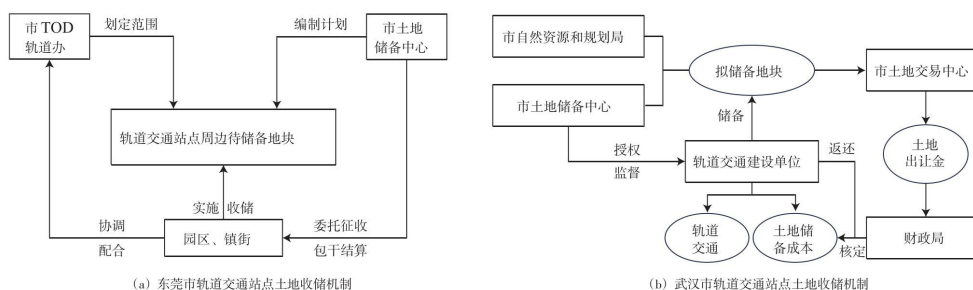 市 TOD
轨道办
划定范围
编制计划
市土地
储备中心
轨道交通站点周边待储备地块
实施 收储
协调
配合
园区、镇街
委托征收
包干结算
(a) 东莞市轨道交通站点土地收储机制
市自然资源和规划局
拟储备地块
市土地交易中心
市土地储备中心
储备
授权
监督
轨道交通建设单位
返还
土地
出让金
轨道
交通
土地储
备成本
核定
财政局
(b) 武汉市轨道交通站点土地收储机制